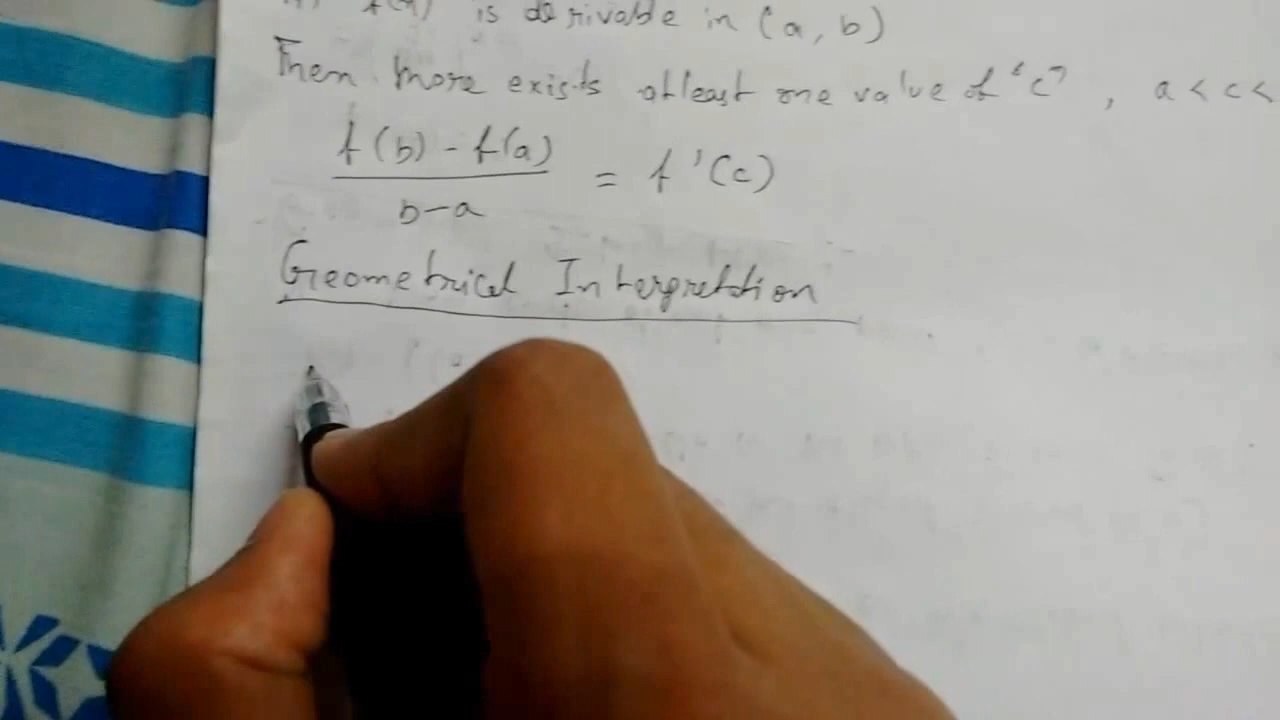 is derivable in (a, b)
Then there exists atleast one value of 'c', a < c <
f(b) - f(a)
= f'(c)
b-a
Geometrical Interpretation